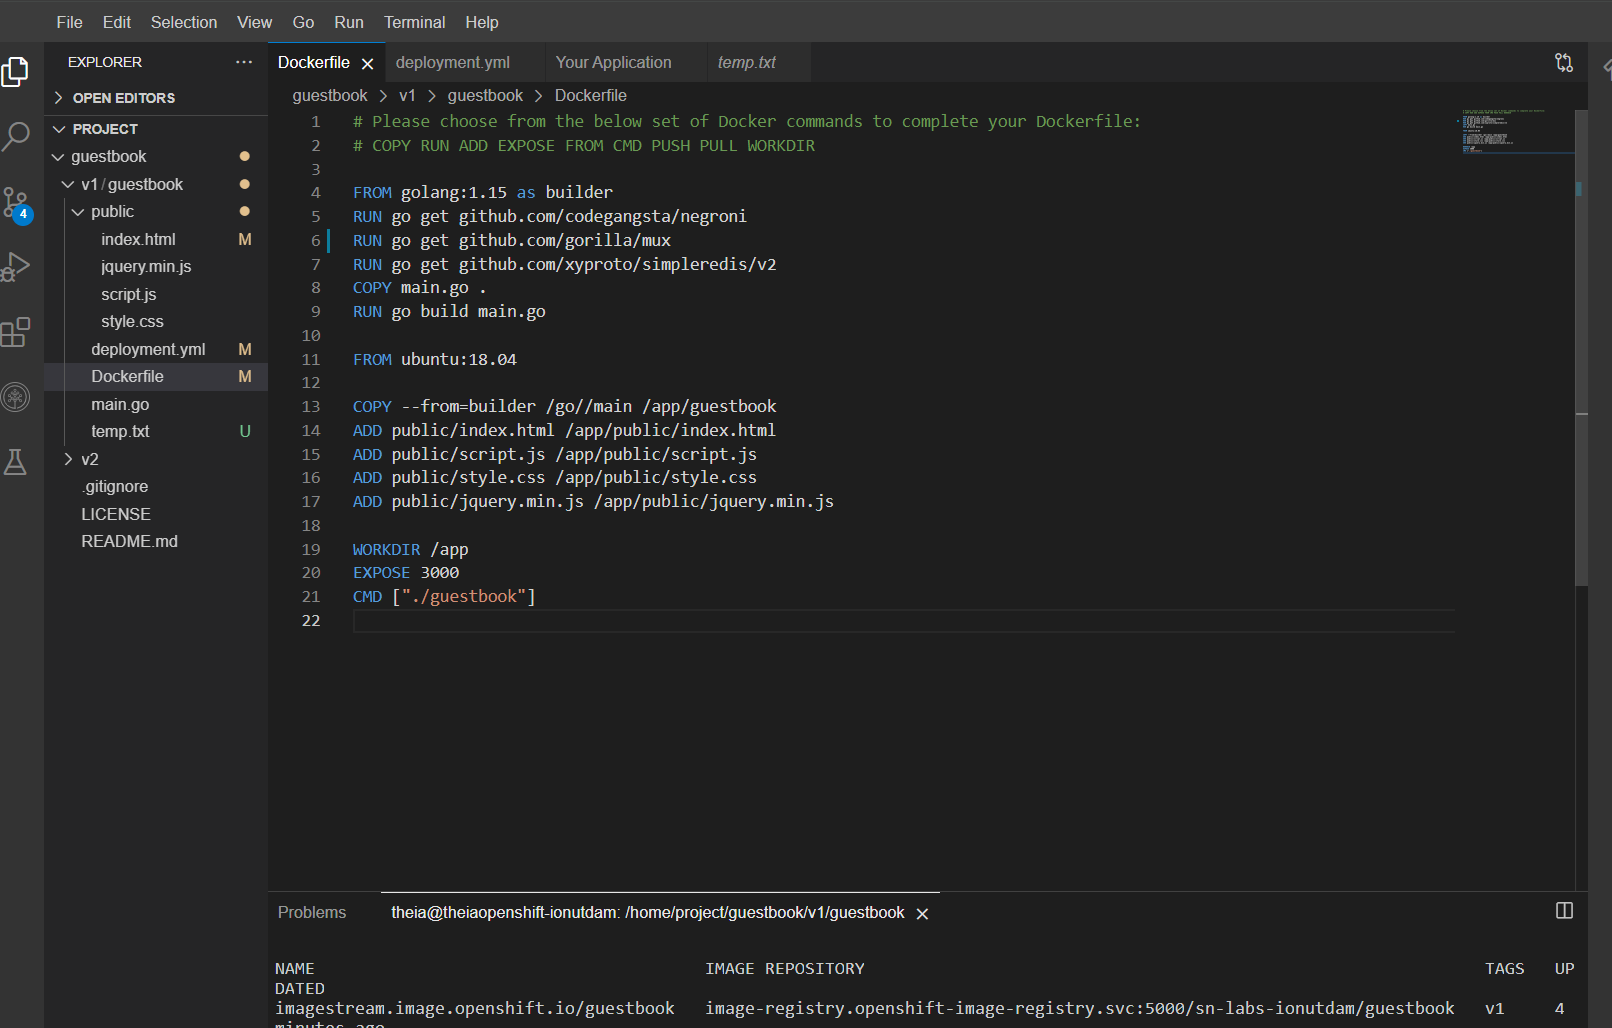 File Edit Selection View Go Run Terminal Help
EXPLORER ···
OPEN EDITORS
PROJECT
guestbook
v1 / guestbook
public
index.html M
jquery.min.js
script.js
style.css
deployment.yml M
Dockerfile M
main.go
temp.txt U
v2
.gitignore
LICENSE
README.md
4
Dockerfile deployment.yml Your Application temp.txt
guestbook > v1 > guestbook > Dockerfile
1 # Please choose from the below set of Docker commands to complete your Dockerfile:
2 # COPY RUN ADD EXPOSE FROM CMD PUSH PULL WORKDIR
3
4 FROM golang:1.15 as builder
5 RUN go get github.com/codegangsta/negroni
6 RUN go get github.com/gorilla/mux
7 RUN go get github.com/xyproto/simpleredis/v2
8 COPY main.go .
9 RUN go build main.go
10
11 FROM ubuntu:18.04
12
13 COPY --from=builder /go//main /app/guestbook
14 ADD public/index.html /app/public/index.html
15 ADD public/script.js /app/public/script.js
16 ADD public/style.css /app/public/style.css
17 ADD public/jquery.min.js /app/public/jquery.min.js
18
19 WORKDIR /app
20 EXPOSE 3000
21 CMD ["./guestbook"]
22
Problems theia@theiaopenshift-ionutdam: /home/project/guestbook/v1/guestbook
NAME IMAGE REPOSITORY TAGS UP
DATED
imagestream.image.openshift.io/guestbook image-registry.openshift-image-registry.svc:5000/sn-labs-ionutdam/guestbook v1 4
minutes ago